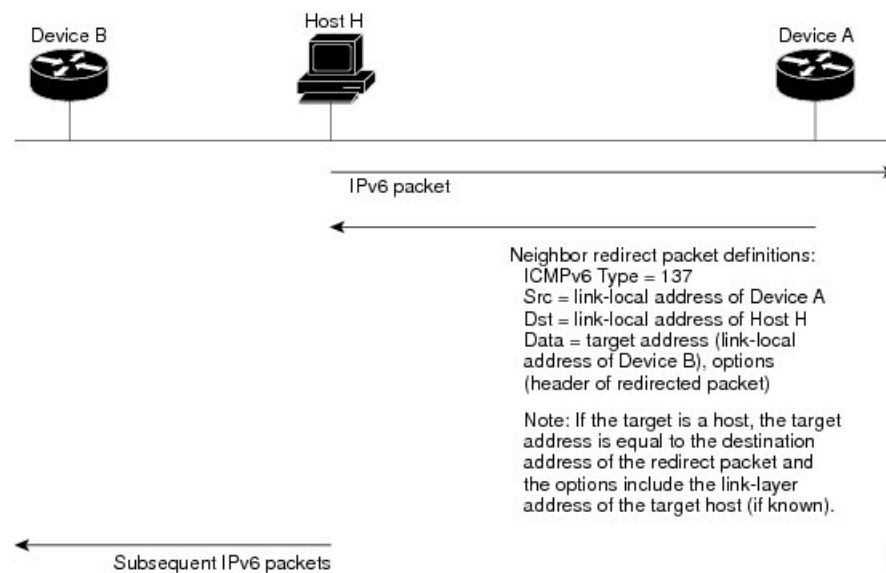 Device B
Host H
Device A
IPv6 packet
Neighbor redirect packet definitions:
ICMPv6 Type = 137
Src = link-local address of Device A
Dst = link-local address of Host H
Data = target address (link-local
address of Device B), options
(header of redirected packet)
Note: If the target is a host, the target
address is equal to the destination
address of the redirect packet and
the options include the link-layer
address of the target host (if known).
Subsequent IPv6 packets